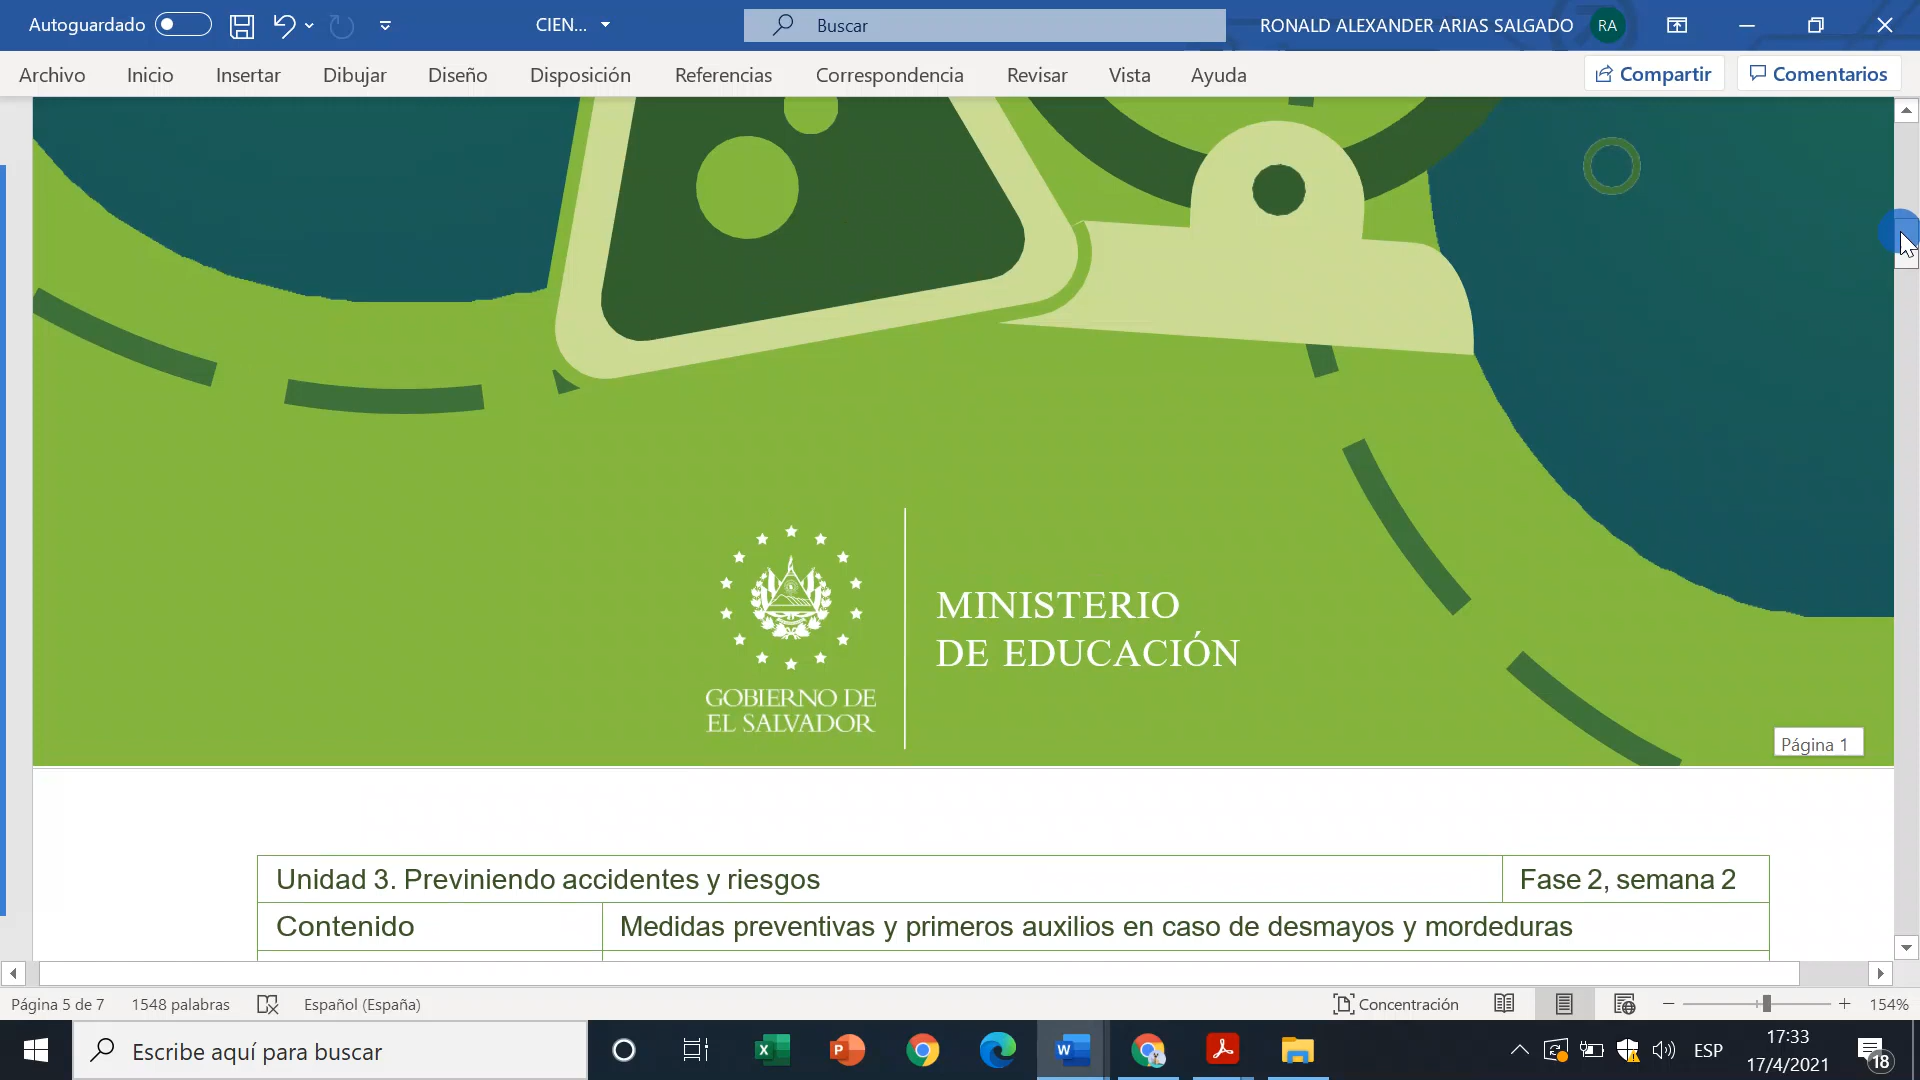 Autoguardado
CIEN...
Buscar
RONALD ALEXANDER ARIAS SALGADO
RA
Archivo
Inicio
Insertar
Dibujar
Diseño
Disposición
Referencias
Correspondencia
Revisar
Vista
Ayuda
Compartir
Comentarios
GOBIERNO DE
EL SALVADOR
MINISTERIO
DE EDUCACIÓN
Página 1
Unidad 3. Previniendo accidentes y riesgos
Fase 2, semana 2
Contenido
Medidas preventivas y primeros auxilios en caso de desmayos y mordeduras
Página 5 de 7
1548 palabras
Español (España)
Concentración
154%
Escribe aquí para buscar
ESP
17:33
17/4/2021
18